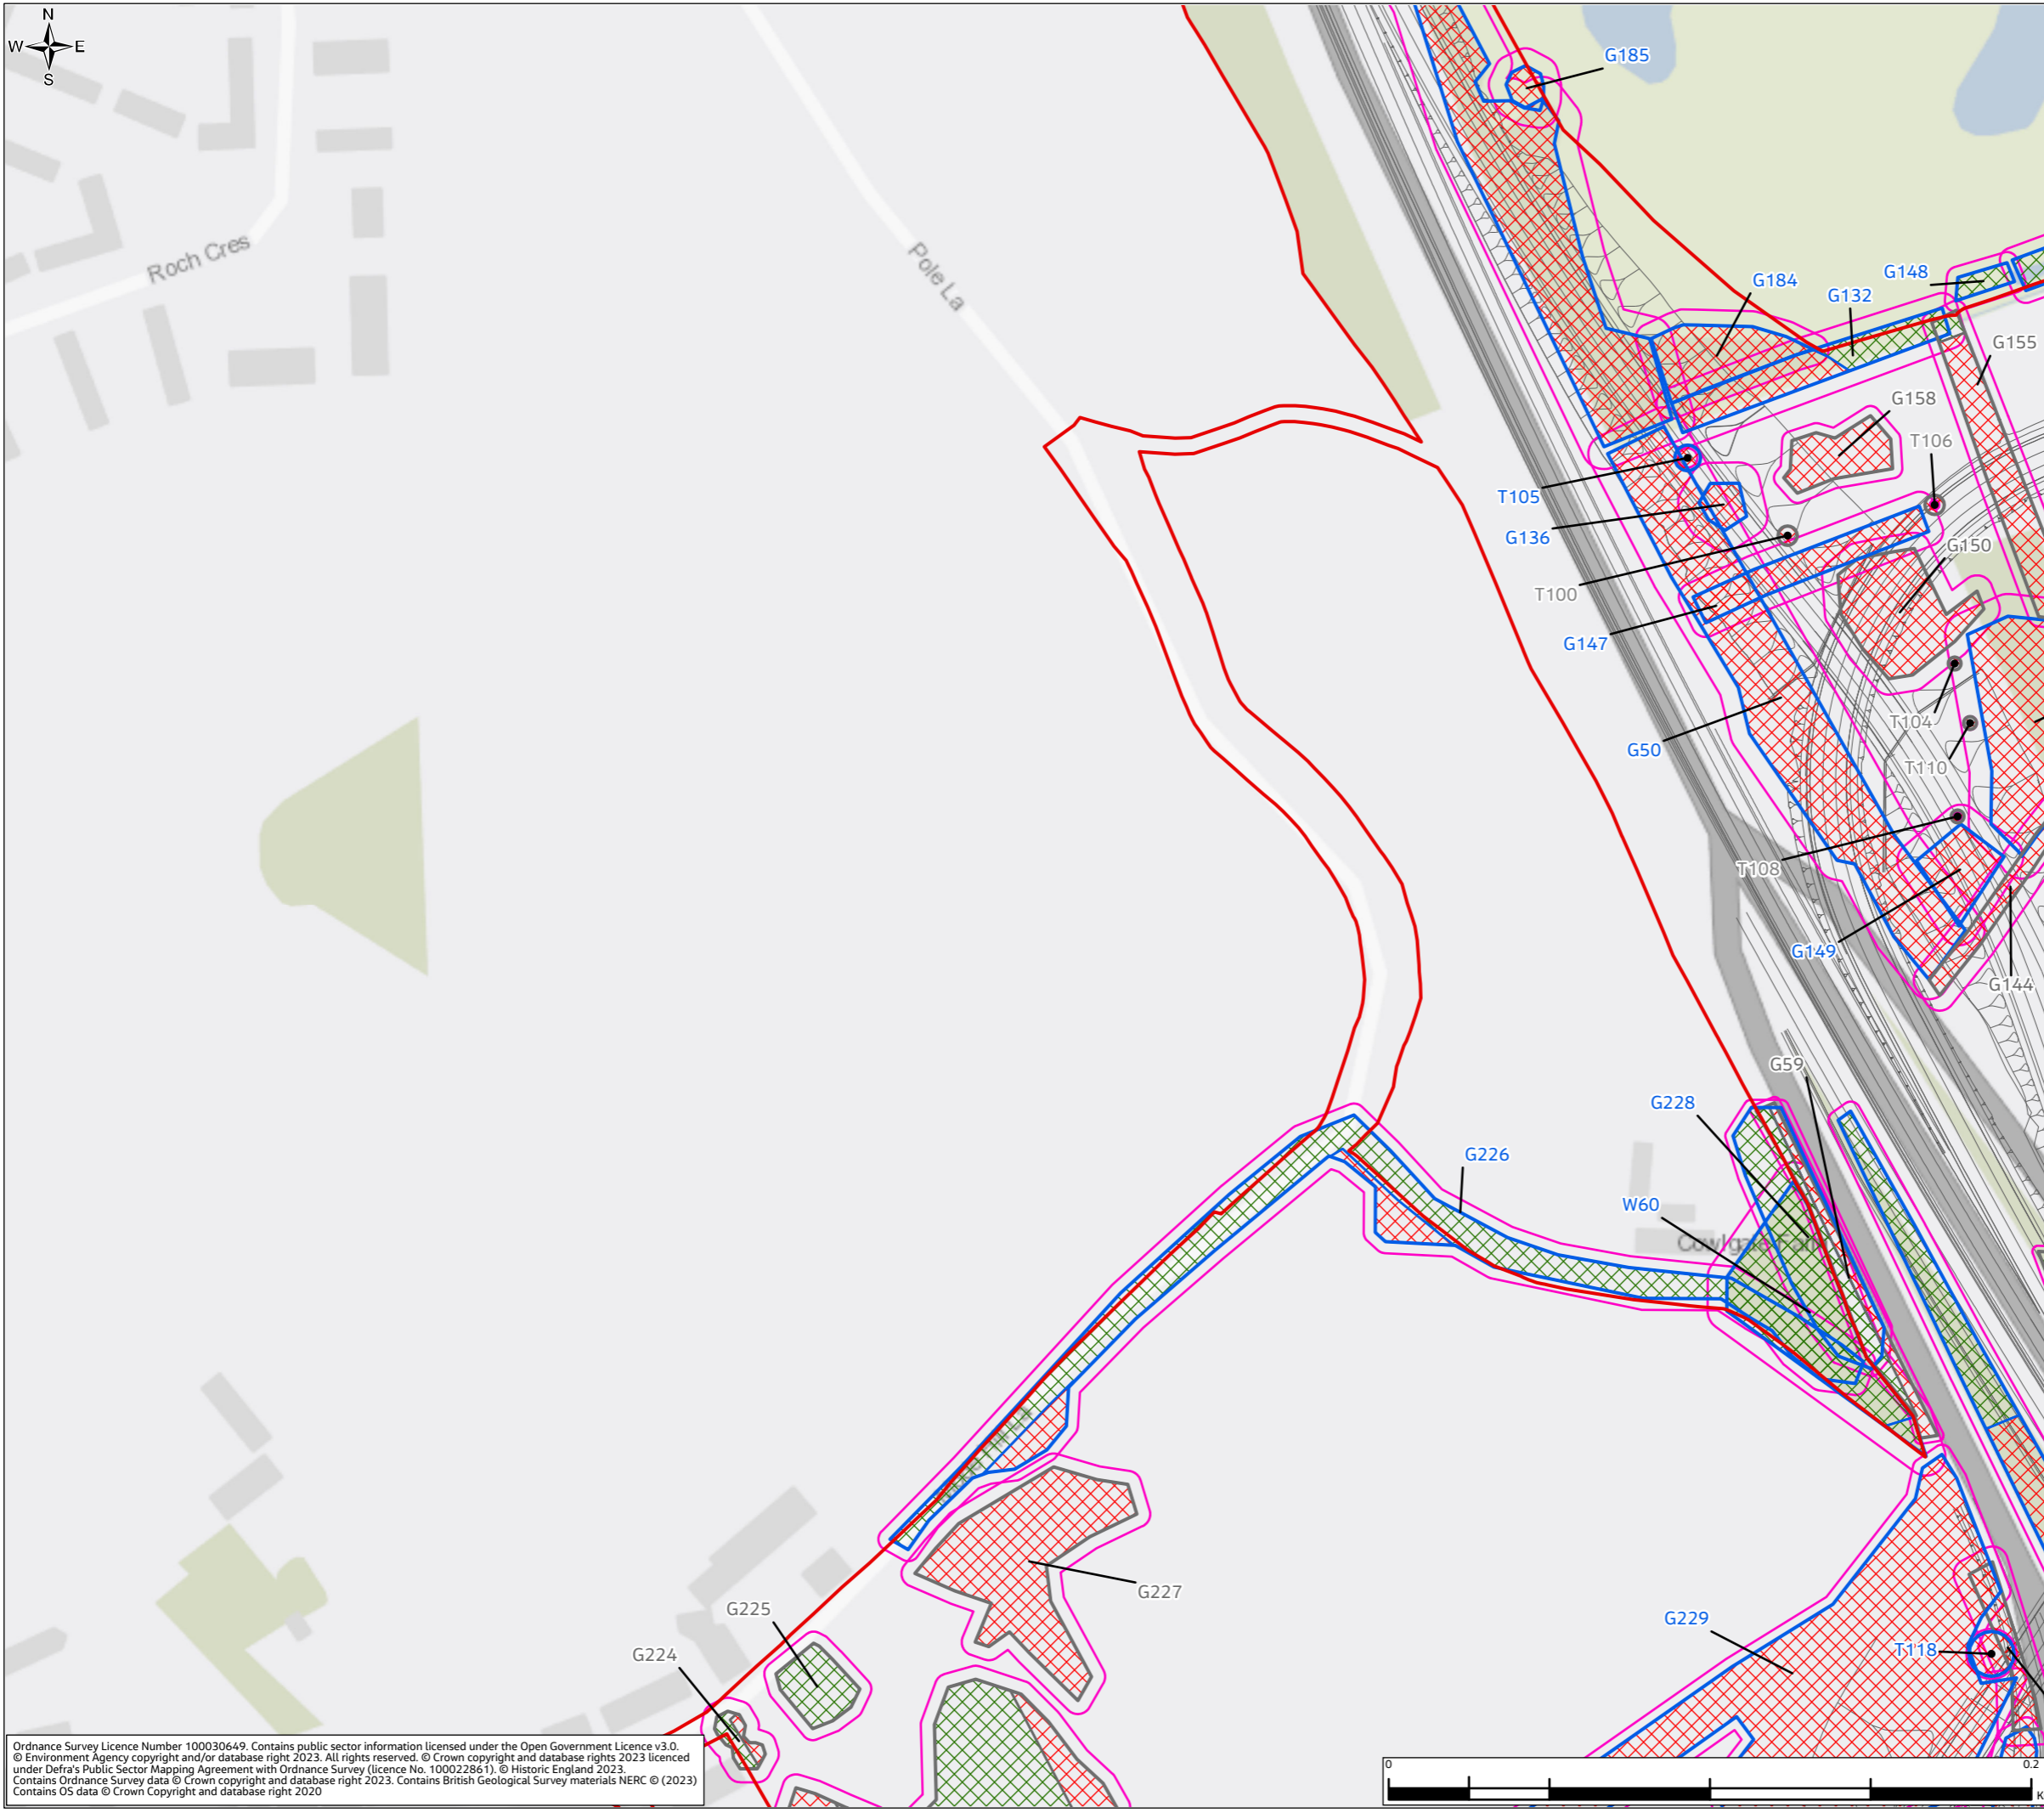 N
W E
S
G185
Roch Cres
Pole La
G184
G148
G132
G155
G158
T106
T105
G136
G150
T100
G147
T104
G50
T110
T108
G149
G144
G59
G228
G226
W60
G227
G225
G229
G224
T118
0 0.2
Ordnance Survey Licence Number 100030649. Contains public sector information licensed under the Open Government Licence v3.0.
© Environment Agency copyright and/or database right 2023. All rights reserved. © Crown copyright and database rights 2023 licenced
under Defra's Public Sector Mapping Agreement with Ordnance Survey (licence No. 100022861). © Historic England 2023.
Contains Ordnance Survey data © Crown copyright and database right 2023. Contains British Geological Survey materials NERC © (2023)
Contains OS data © Crown Copyright and database right 2020